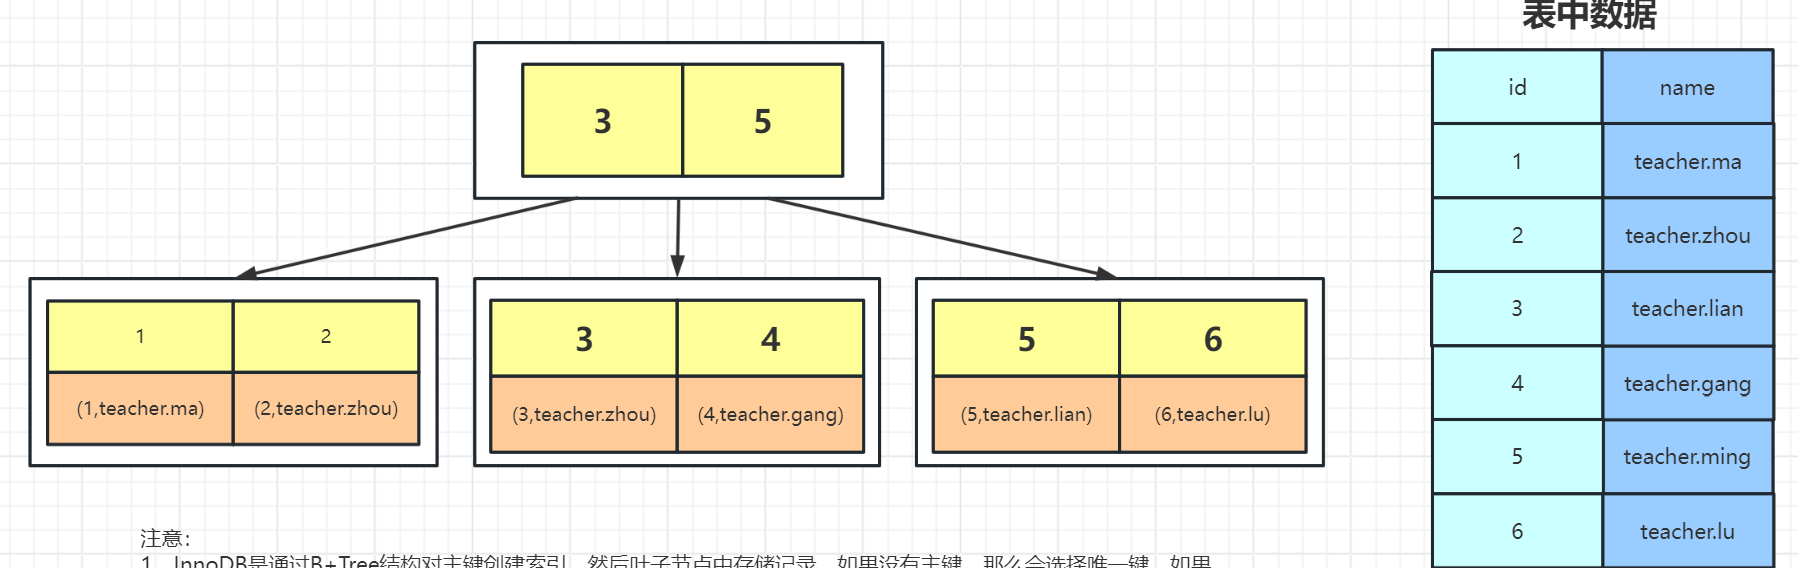 表中数据
3 5
1 2
(1,teacher.ma) (2,teacher.zhou)
3 4
(3,teacher.zhou) (4,teacher.gang)
5 6
(5,teacher.lian) (6,teacher.lu)
id name
1 teacher.ma
2 teacher.zhou
3 teacher.lian
4 teacher.gang
5 teacher.ming
6 teacher.lu
注意：
1、InnoDB是通过B+Tree结构对主键创建索引，然后叶子节点中存储记录，如果没有主键，那么会选择唯一键，如果